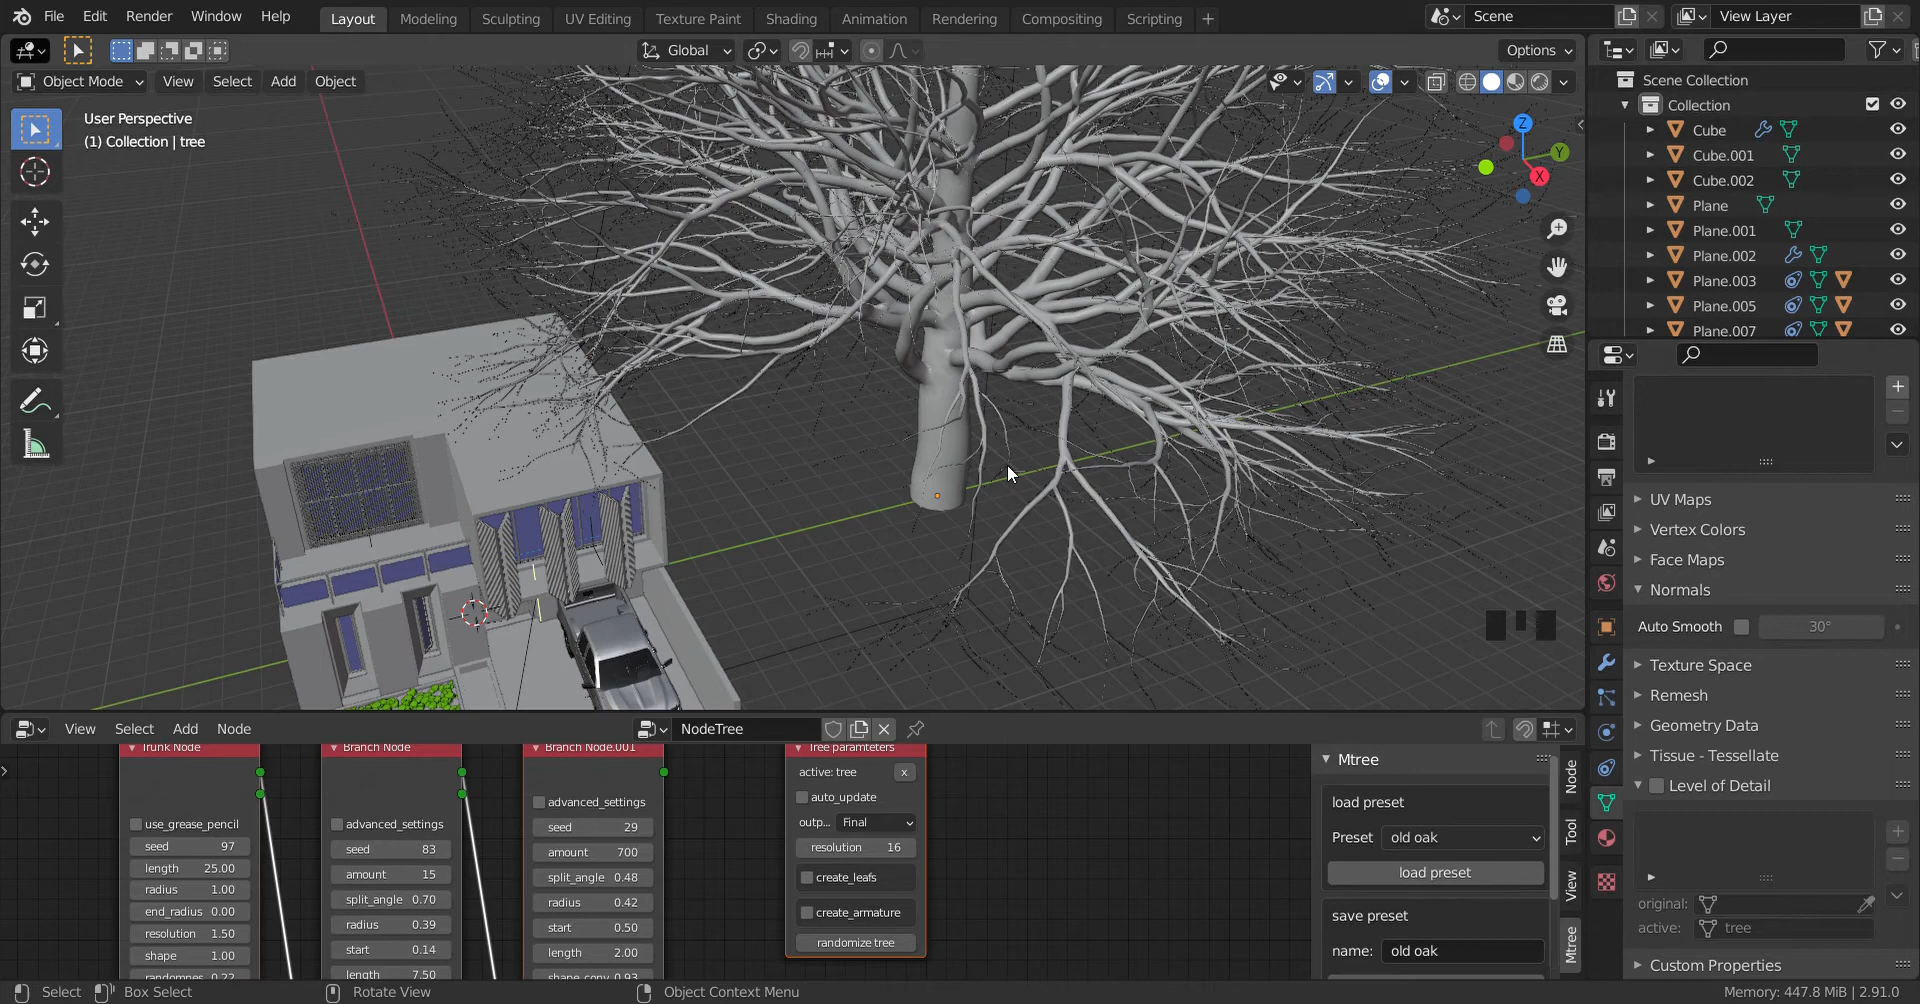 File Edit Render Window Help Layout Modeling Sculpting UV Editing Texture Paint Shading Animation Rendering Compositing Scripting + Scene View Layer
Global Options
Object Mode View Select Add Object
User Perspective
(1) Collection | tree
Z
Y
X
Scene Collection
Collection
Cube
Cube.001
Cube.002
Plane
Plane.001
Plane.002
Plane.003
Plane.005
Plane.007
UV Maps
Vertex Colors
Face Maps
Normals
Auto Smooth 30°
Texture Space
Remesh
Geometry Data
Tissue - Tessellate
Level of Detail
original:
active: tree
Custom Properties
View Select Add Node NodeTree
Trunk Node
use_grease_pencil
seed 97
length 25.00
radius 1.00
end_radius 0.00
resolution 1.50
shape 1.00
randomnes 0.22
Branch Node
advanced_settings
seed 83
amount 15
split_angle 0.70
radius 0.39
start 0.14
length 7.50
Branch Node.001
advanced_settings
seed 29
amount 700
split_angle 0.48
radius 0.42
start 0.50
length 2.00
shape_conv 0.93
Tree paramteters
active: tree x
auto_update
outp... Final
resolution 16
create_leafs
create_armature
randomize tree
Mtree
load preset
Preset old oak
load preset
save preset
name: old oak
Node
Tool
View
Mtree
Select Box Select Rotate View Object Context Menu Memory: 447.8 MiB | 2.91.0